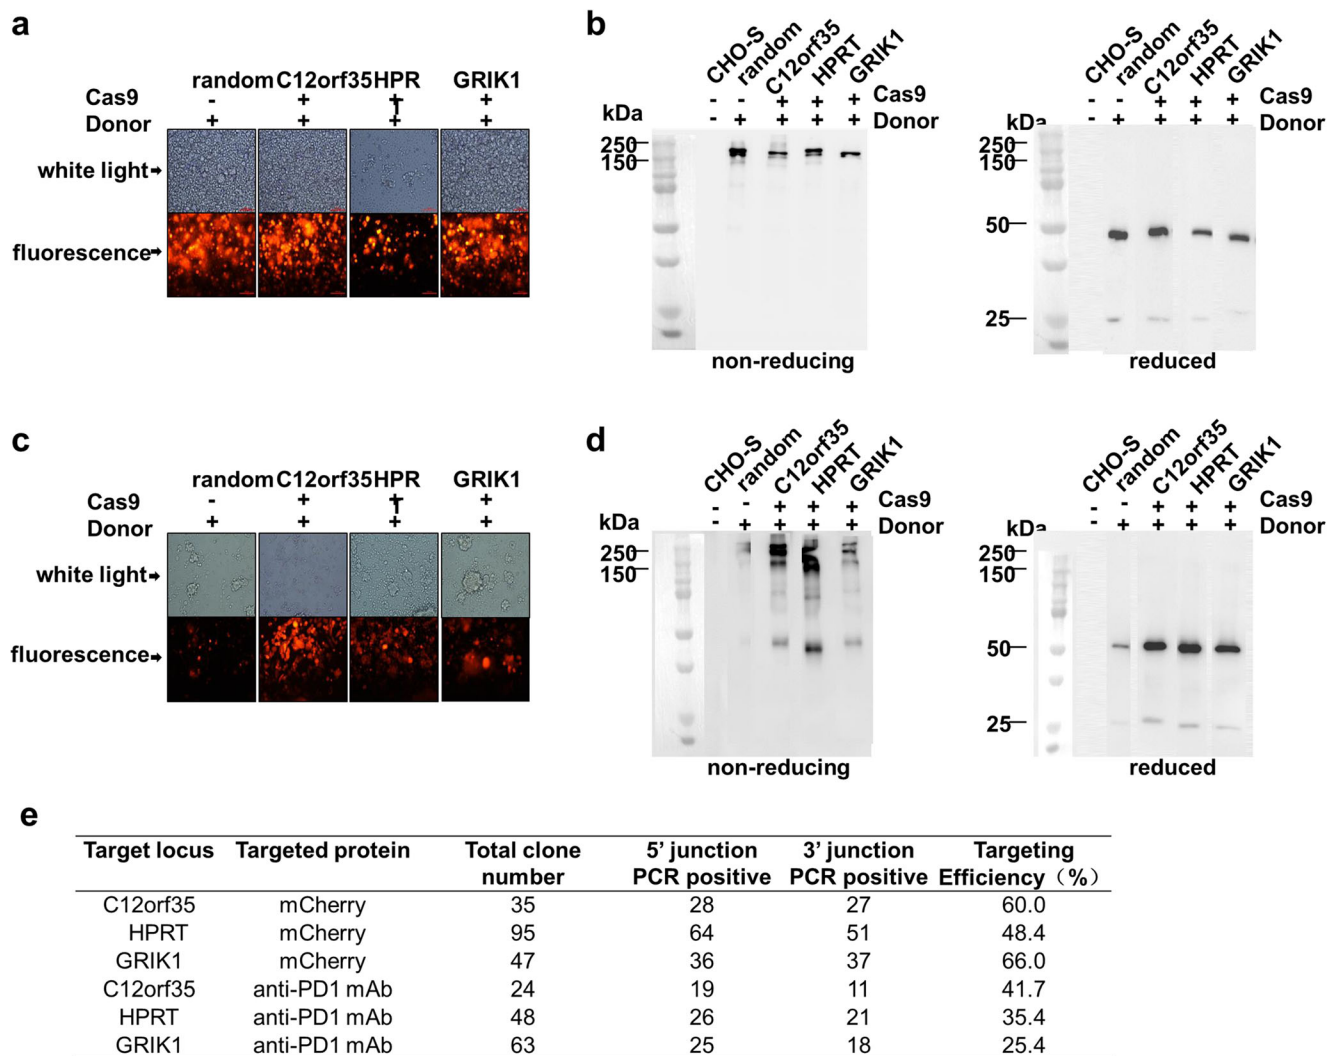 a
random C12orf35 HPRT GRIK1
Cas9 - + + +
Donor + + + +
white light
fluorescence
b
CHO-S random C12orf35 HPRT GRIK1
- - + + + Cas9
- + + + + Donor
kDa
250
150
non-reducing
CHO-S random C12orf35 HPRT GRIK1
- - + + + Cas9
- + + + + Donor
kDa
250
150
50
25
reduced
c
random C12orf35 HPRT GRIK1
Cas9 - + + +
Donor + + + +
white light
fluorescence
d
CHO-S random C12orf35 HPRT GRIK1
- - + + + Cas9
- + + + + Donor
kDa
250
150
non-reducing
CHO-S random C12orf35 HPRT GRIK1
- - + + + Cas9
- + + + + Donor
kDa
250
150
50
25
reduced
e
Target locus Targeted protein Total clone number 5’ junction PCR positive 3’ junction PCR positive Targeting Efficiency（%）
C12orf35 mCherry 35 28 27 60.0
HPRT mCherry 95 64 51 48.4
GRIK1 mCherry 47 36 37 66.0
C12orf35 anti-PD1 mAb 24 19 11 41.7
HPRT anti-PD1 mAb 48 26 21 35.4
GRIK1 anti-PD1 mAb 63 25 18 25.4